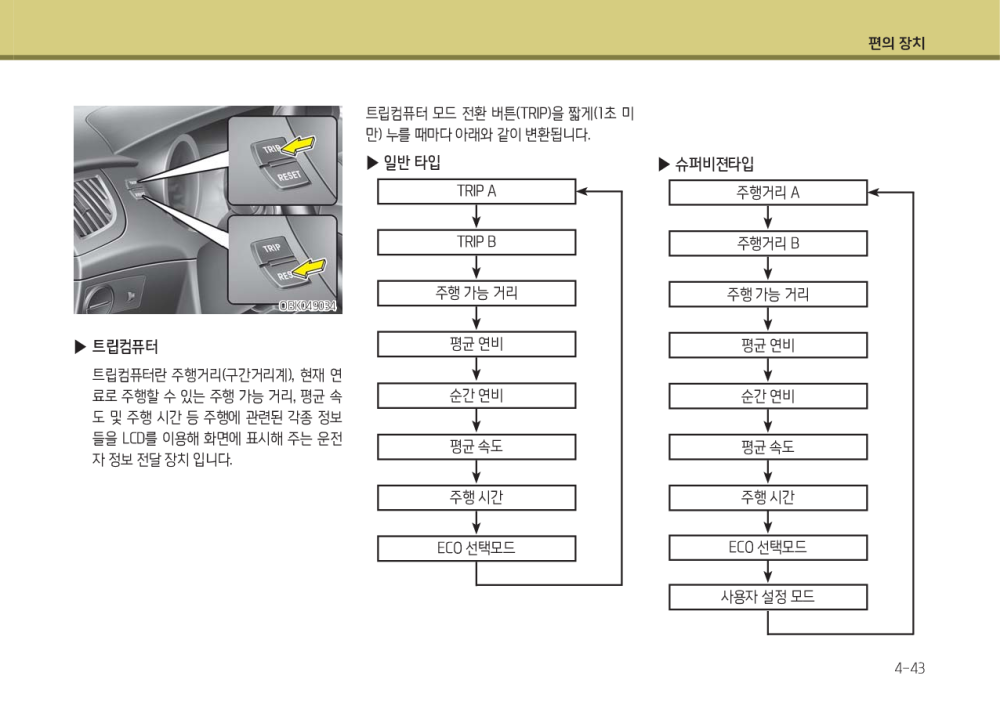 편의 장치
TRIP
RESET
TRIP
RES
OBK049034
▶ 트립컴퓨터
트립컴퓨터란 주행거리(구간거리계), 현재 연
료로 주행할 수 있는 주행 가능 거리, 평균 속
도 및 주행 시간 등 주행에 관련된 각종 정보
들을 LCD를 이용해 화면에 표시해 주는 운전
자 정보 전달 장치 입니다.
트립컴퓨터 모드 전환 버튼(TRIP)을 짧게(1초 미
만) 누를 때마다 아래와 같이 변환됩니다.
▶ 일반 타입
TRIP A
TRIP B
주행 가능 거리
평균 연비
순간 연비
평균 속도
주행 시간
ECO 선택모드
▶ 슈퍼비젼타입
주행거리 A
주행거리 B
주행 가능 거리
평균 연비
순간 연비
평균 속도
주행 시간
ECO 선택모드
사용자 설정 모드
4-43